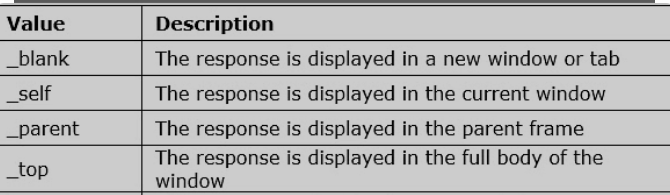 Value Description
_blank The response is displayed in a new window or tab
_self The response is displayed in the current window
_parent The response is displayed in the parent frame
_top The response is displayed in the full body of the
window